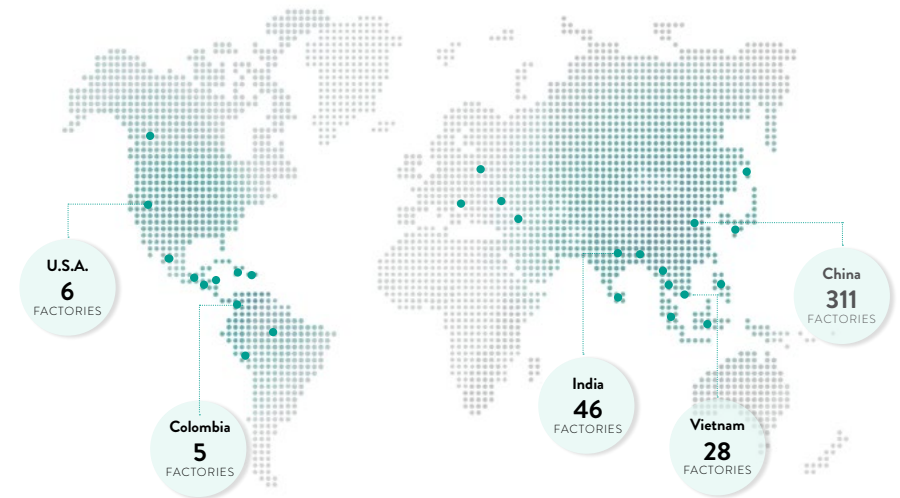 U.S.A.
6
FACTORIES
China
311
FACTORIES
India
46
FACTORIES
Colombia
5
FACTORIES
Vietnam
28
FACTORIES